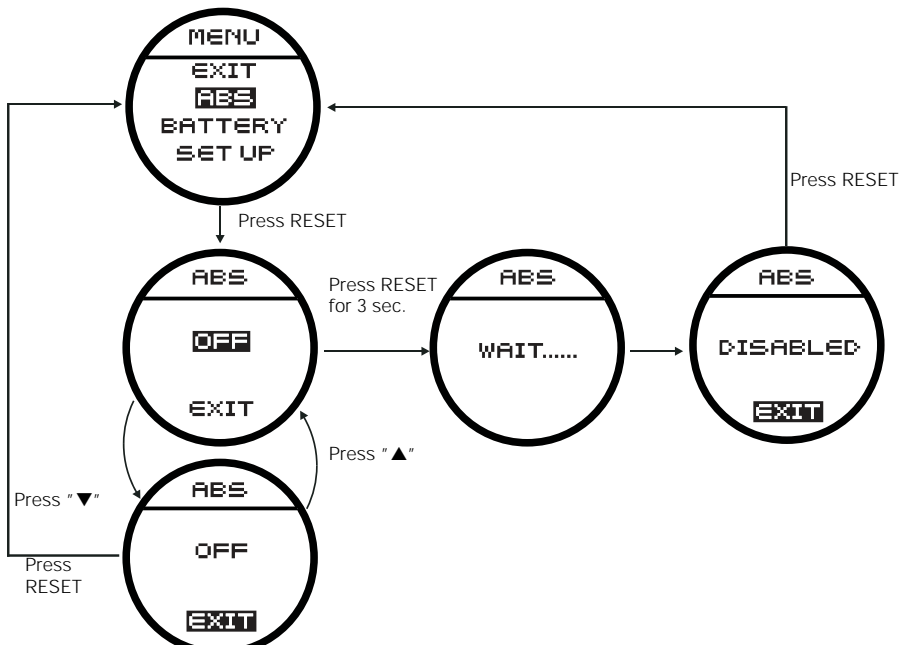 MENU
EXIT
ABS
BATTERY
SET UP
Press RESET
Press RESET
ABS
OFF
EXIT
Press RESET
for 3 sec.
ABS
WAIT......
ABS
DISABLED
EXIT
Press "▲"
Press "▼"
ABS
OFF
EXIT
Press
RESET